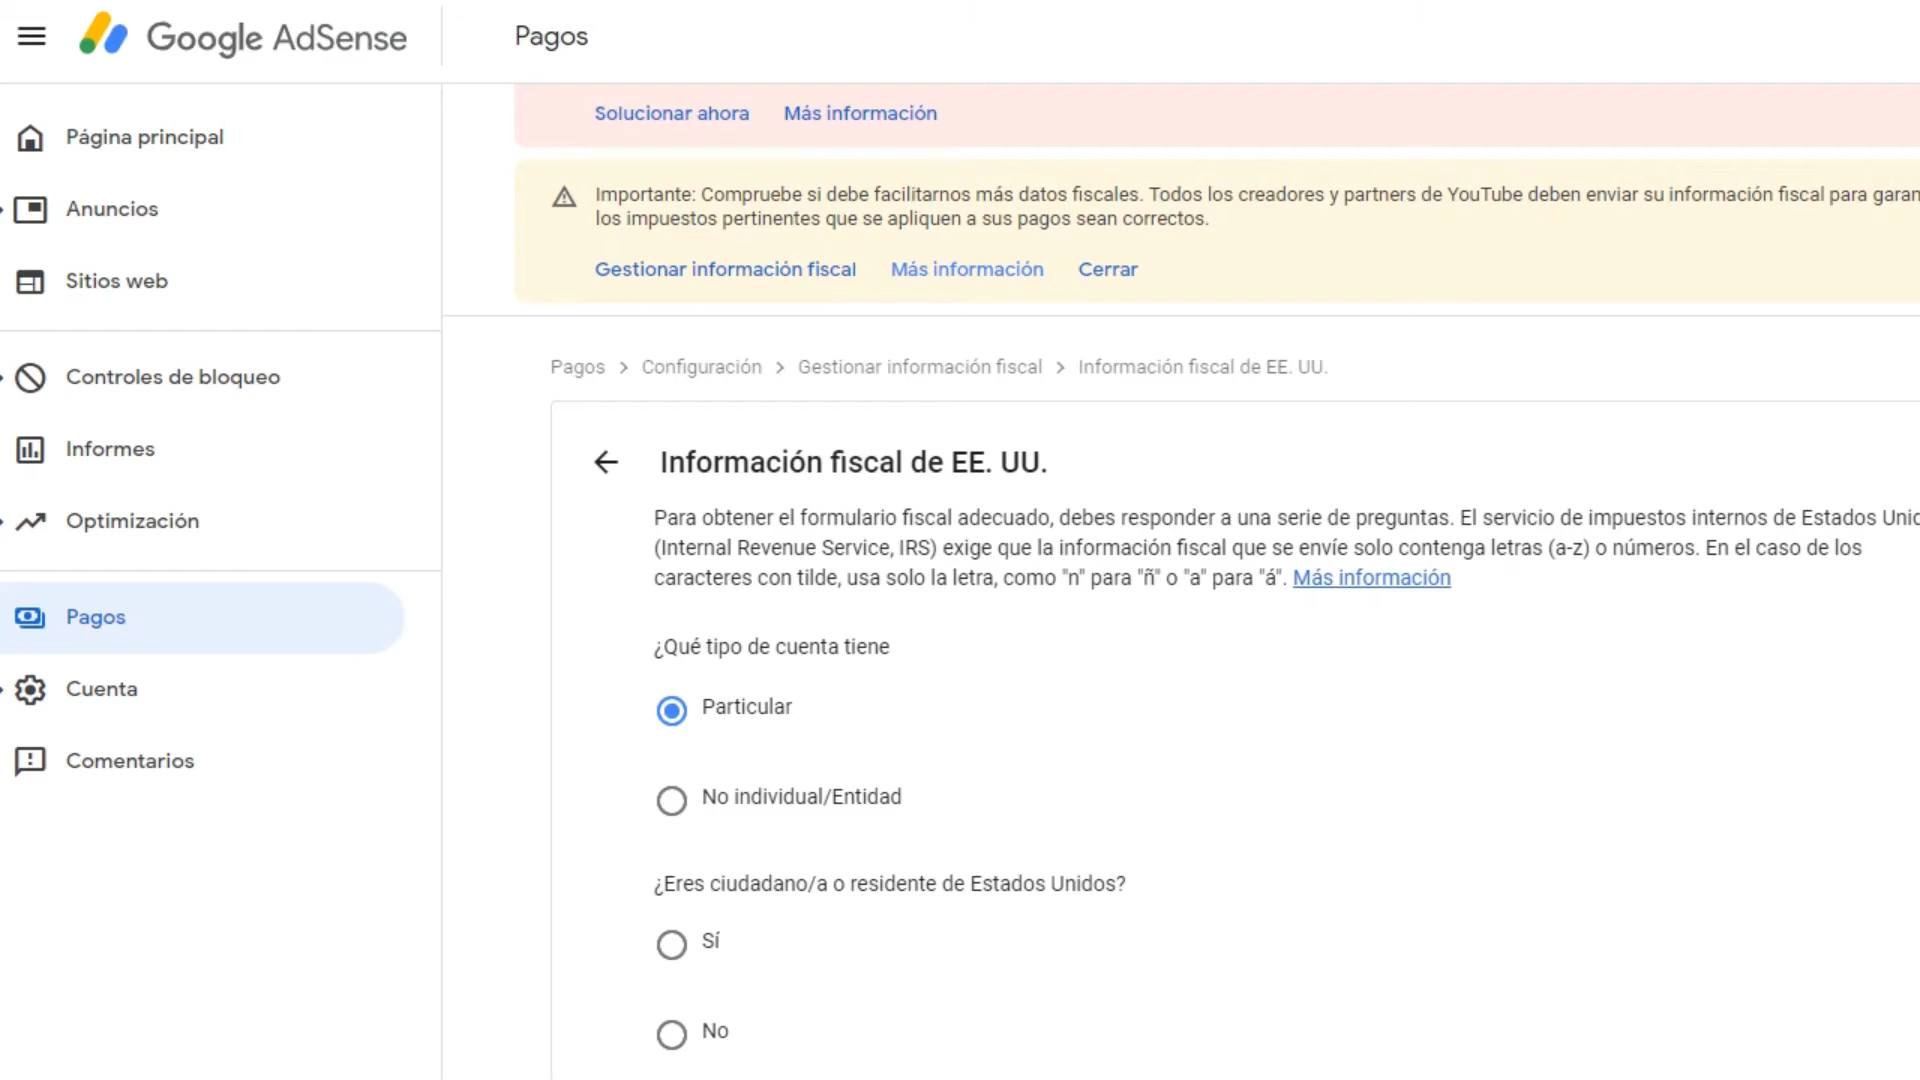 Google AdSense
Pagos
Página principal
Anuncios
Sitios web
Controles de bloqueo
Informes
Optimización
Pagos
Cuenta
Comentarios
Solucionar ahora Más información
Importante: Compruebe si debe facilitarnos más datos fiscales. Todos los creadores y partners de YouTube deben enviar su información fiscal para
los impuestos pertinentes que se apliquen a sus pagos sean correctos.
Gestionar información fiscal Más información Cerrar
Pagos > Configuración > Gestionar información fiscal > Información fiscal de EE. UU.
Información fiscal de EE. UU.
Para obtener el formulario fiscal adecuado, debes responder a una serie de preguntas. El servicio de impuestos internos de Estados
(Internal Revenue Service, IRS) exige que la información fiscal que se envíe solo contenga letras (a-z) o números. En el caso de los
caracteres con tilde, usa solo la letra, como "n" para "ñ" o "a" para "á". Más información
¿Qué tipo de cuenta tiene
Particular
No individual/Entidad
¿Eres ciudadano/a o residente de Estados Unidos?
Sí
No